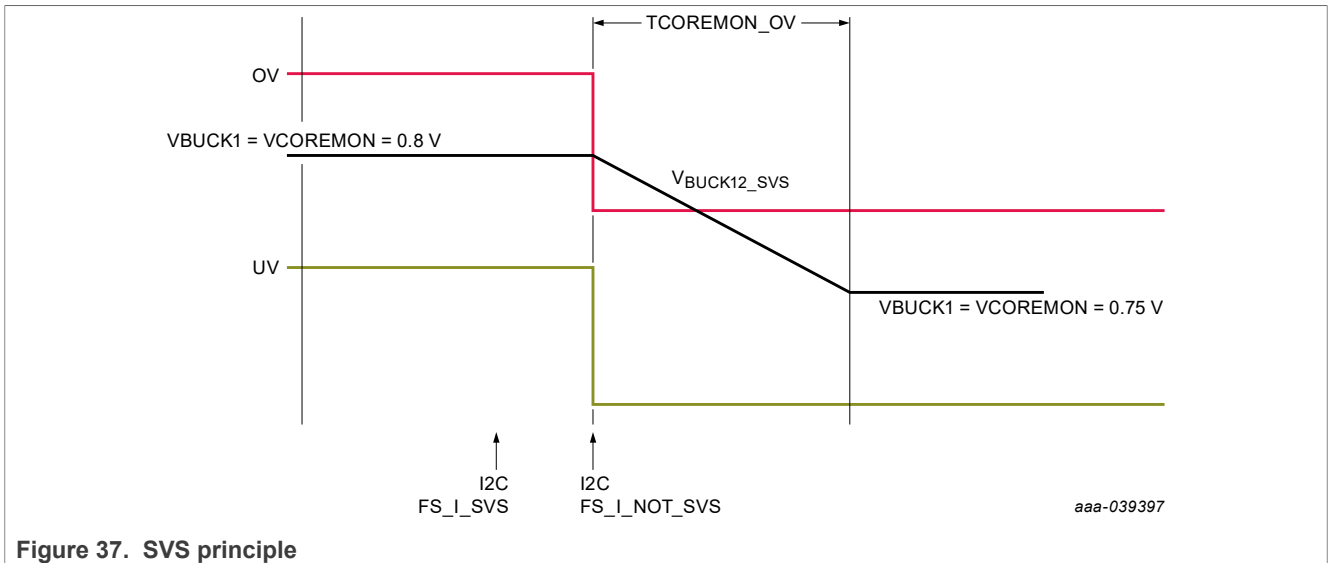 TCOREMON_OV
OV
VBUCK1 = VCOREMON = 0.8 V
VBUCK12_SVS
UV
VBUCK1 = VCOREMON = 0.75 V
I2C
FS_I_SVS
I2C
FS_I_NOT_SVS
aaa-039397
Figure 37. SVS principle